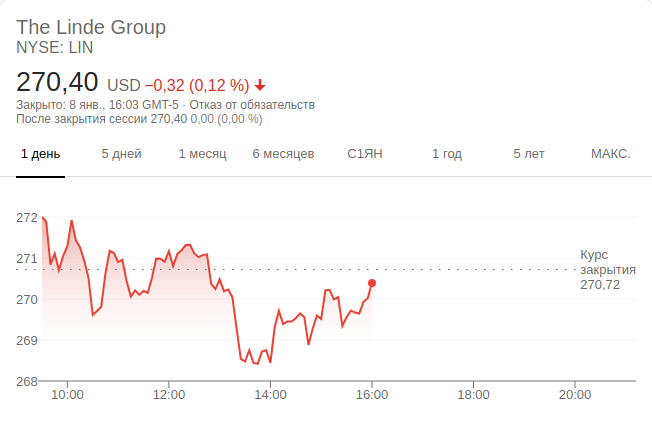 The Linde Group
NYSE: LIN
270,40 USD −0,32 (0,12 %)
Закрыто: 8 янв., 16:03 GMT-5 · Отказ от обязательств
После закрытия сессии 270,40 0,00 (0,00 %)
1 день 5 дней 1 месяц 6 месяцев С1ЯН 1 год 5 лет МАКС.
272
271
270
269
268
Курс
закрытия
270,72
10:00 12:00 14:00 16:00 18:00 20:00